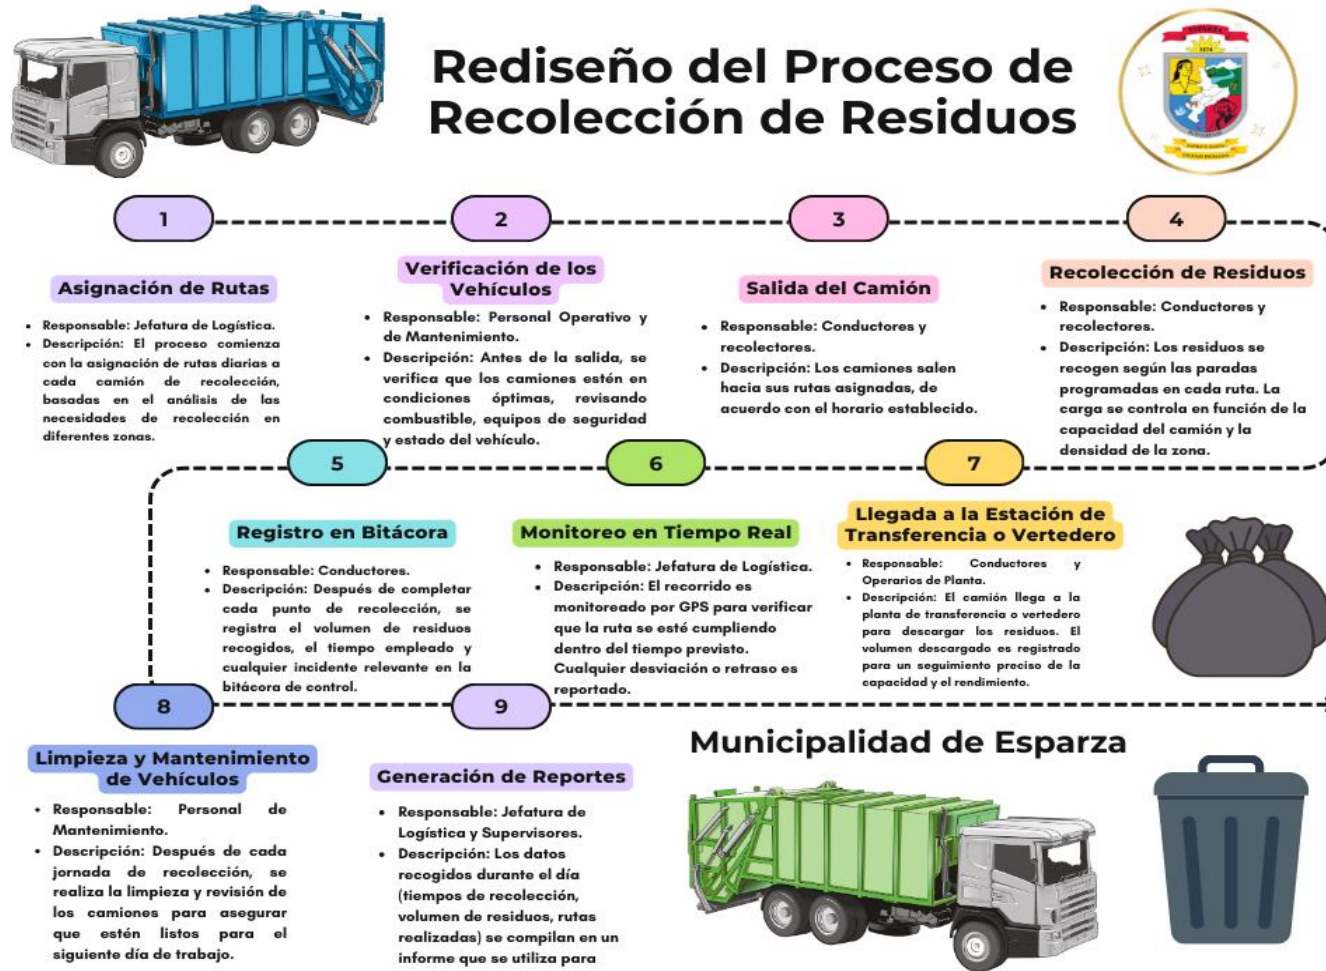 Rediseño del Proceso de
Recolección de Residuos
ESPARZA
1574
1
2
3
4
Asignación de Rutas
• Responsable: Jefatura de Logística.
• Descripción: El proceso comienza
con la asignación de rutas diarias a
cada camión de recolección,
basadas en el análisis de las
necesidades de recolección en
diferentes zonas.
Verificación de los
Vehículos
• Responsable: Personal Operativo y
de Mantenimiento.
• Descripción: Antes de la salida, se
verifica que los camiones estén en
condiciones óptimas, revisando
combustible, equipos de seguridad
y estado del vehículo.
Salida del Camión
• Responsable: Conductores y
recolectores.
• Descripción: Los camiones salen
hacia sus rutas asignadas, de
acuerdo con el horario establecido.
Recolección de Residuos
• Responsable: Conductores y
recolectores.
• Descripción: Los residuos se
recogen según las paradas
programadas en cada ruta. La
carga se controla en función de la
capacidad del camión y la
densidad de la zona.
5
6
7
Registro en Bitácora
• Responsable: Conductores.
• Descripción: Después de completar
cada punto de recolección, se
registra el volumen de residuos
recogidos, el tiempo empleado y
cualquier incidente relevante en la
bitácora de control.
Monitoreo en Tiempo Real
• Responsable: Jefatura de Logística.
• Descripción: El recorrido es
monitoreado por GPS para verificar
que la ruta se esté cumpliendo
dentro del tiempo previsto.
Cualquier desviación o retraso es
reportado.
Llegada a la Estación de
Transferencia o Vertedero
• Responsable: Conductores y
Operarios de Planta.
• Descripción: El camión llega a la
planta de transferencia o vertedero
para descargar los residuos. El
volumen descargado es registrado
para un seguimiento preciso de la
capacidad y el rendimiento.
8
9
Limpieza y Mantenimiento
de Vehículos
• Responsable: Personal de
Mantenimiento.
• Descripción: Después de cada
jornada de recolección, se
realiza la limpieza y revisión de
los camiones para asegurar
que estén listos para el
siguiente día de trabajo.
Generación de Reportes
• Responsable: Jefatura de
Logística y Supervisores.
• Descripción: Los datos
recogidos durante el día
(tiempos de recolección,
volumen de residuos, rutas
realizadas) se compilan en un
informe que se utiliza para
Municipalidad de Esparza